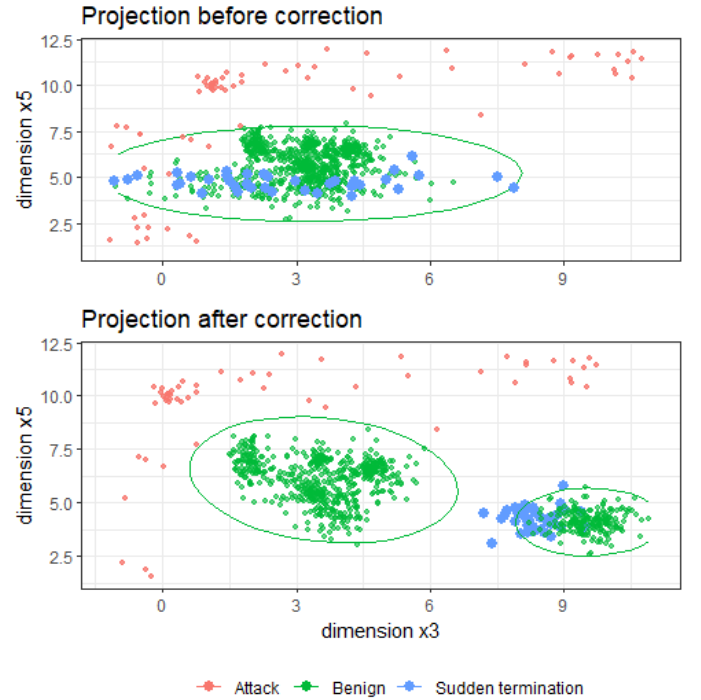 Projection before correction
12.5
10.0
7.5
5.0
2.5
dimension x5
0 3 6 9
Projection after correction
12.5
10.0
7.5
5.0
2.5
dimension x5
0 3 6 9
dimension x3
Attack Benign Sudden termination